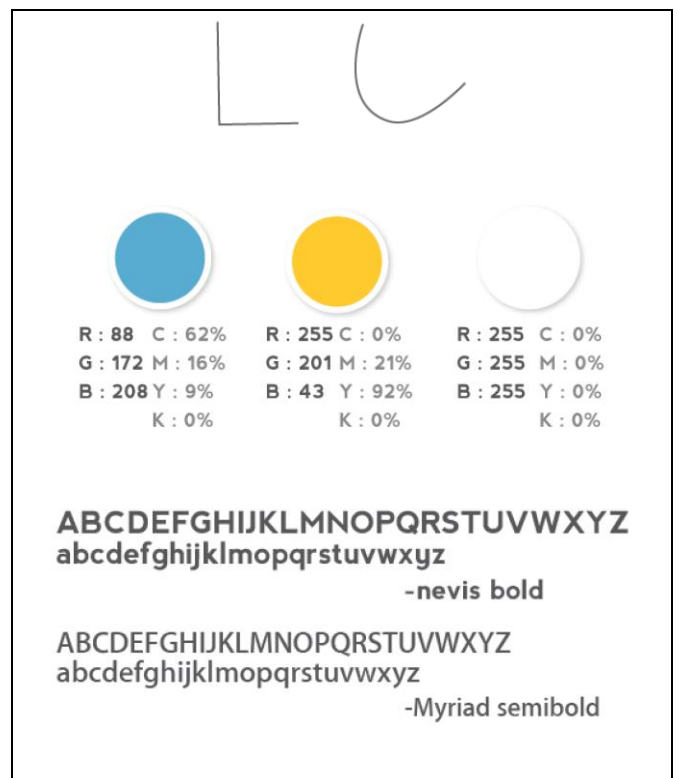 R : 88 C : 62% R : 255 C : 0% R : 255 C : 0%
G : 172 M : 16% G : 201 M : 21% G : 255 M : 0%
B : 208 Y : 9% B : 43 Y : 92% B : 255 Y : 0%
K : 0% K : 0% K : 0%
ABCDEFGHIJKLMNOPQRSTUVWXYZ
abcdefghijklmopqrstuvwxyz
-nevis bold
ABCDEFGHIJKLMNOPQRSTUVWXYZ
abcdefghijklmopqrstuvwxyz
-Myriad semibold